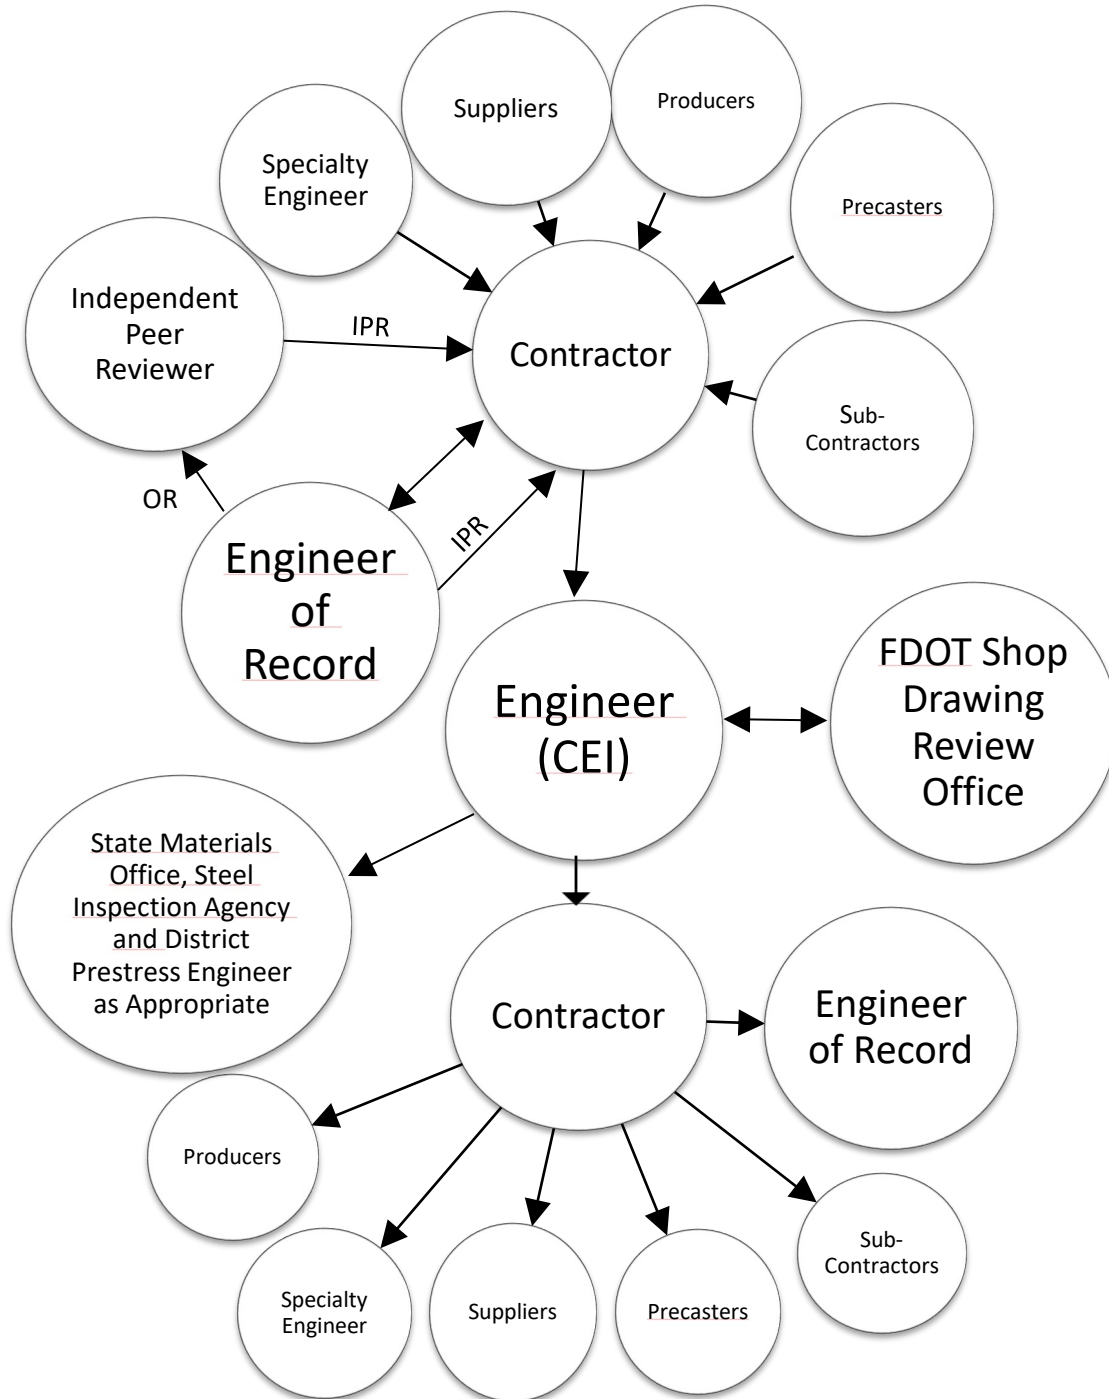 Suppliers
Producers
Specialty
Engineer
Precasters
Independent
Peer
Reviewer
IPR
Contractor
Sub-
Contractors
OR
IPR
Engineer
of
Record
Engineer
(CEI)
FDOT Shop
Drawing
Review
Office
State Materials
Office, Steel
Inspection Agency
and District
Prestress Engineer
as Appropriate
Contractor
Engineer
of Record
Producers
Sub-
Contractors
Specialty
Engineer
Suppliers
Precasters